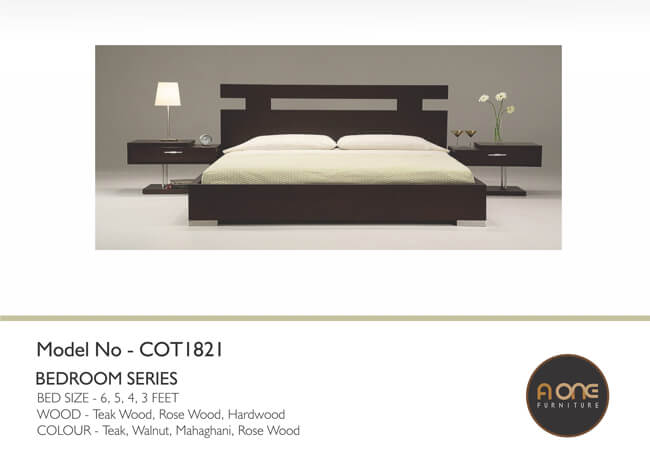 Model No - COT1821
BEDROOM SERIES
BED SIZE - 6, 5, 4, 3 FEET
WOOD - Teak Wood, Rose Wood, Hardwood
COLOUR - Teak, Walnut, Mahaghani, Rose Wood
A ONE
FURNITURE